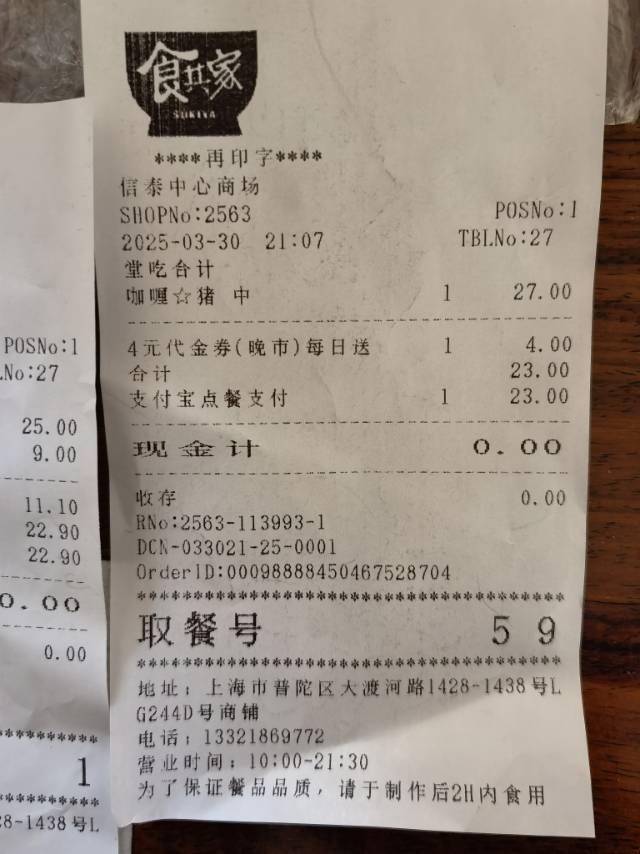 食其家
SUKIYA
****再印字****
信泰中心商场
SHOPNo:2563 POSNo:1
2025-03-30 21:07 TBLNo:27
堂吃合计
咖喱☆猪 中 1 27.00
4元代金券(晚市)每日送 1 4.00
合计 23.00
支付宝点餐支付 1 23.00
现金计 0.00
收存 0.00
RNo:2563-113993-1
DCN-033021-25-0001
OrderID:00098888450467528704
******************************************
取餐号 59
******************************************
地址：上海市普陀区大渡河路1428-1438号L
G244D号商铺
电话：13321869772
营业时间：10:00-21:30
为了保证餐品品质，请于制作后2H内食用
POSNo:1
.No:27
25.00
9.00
11.10
22.90
22.90
0.00
0.00
**********
1
**********
28-1438号L